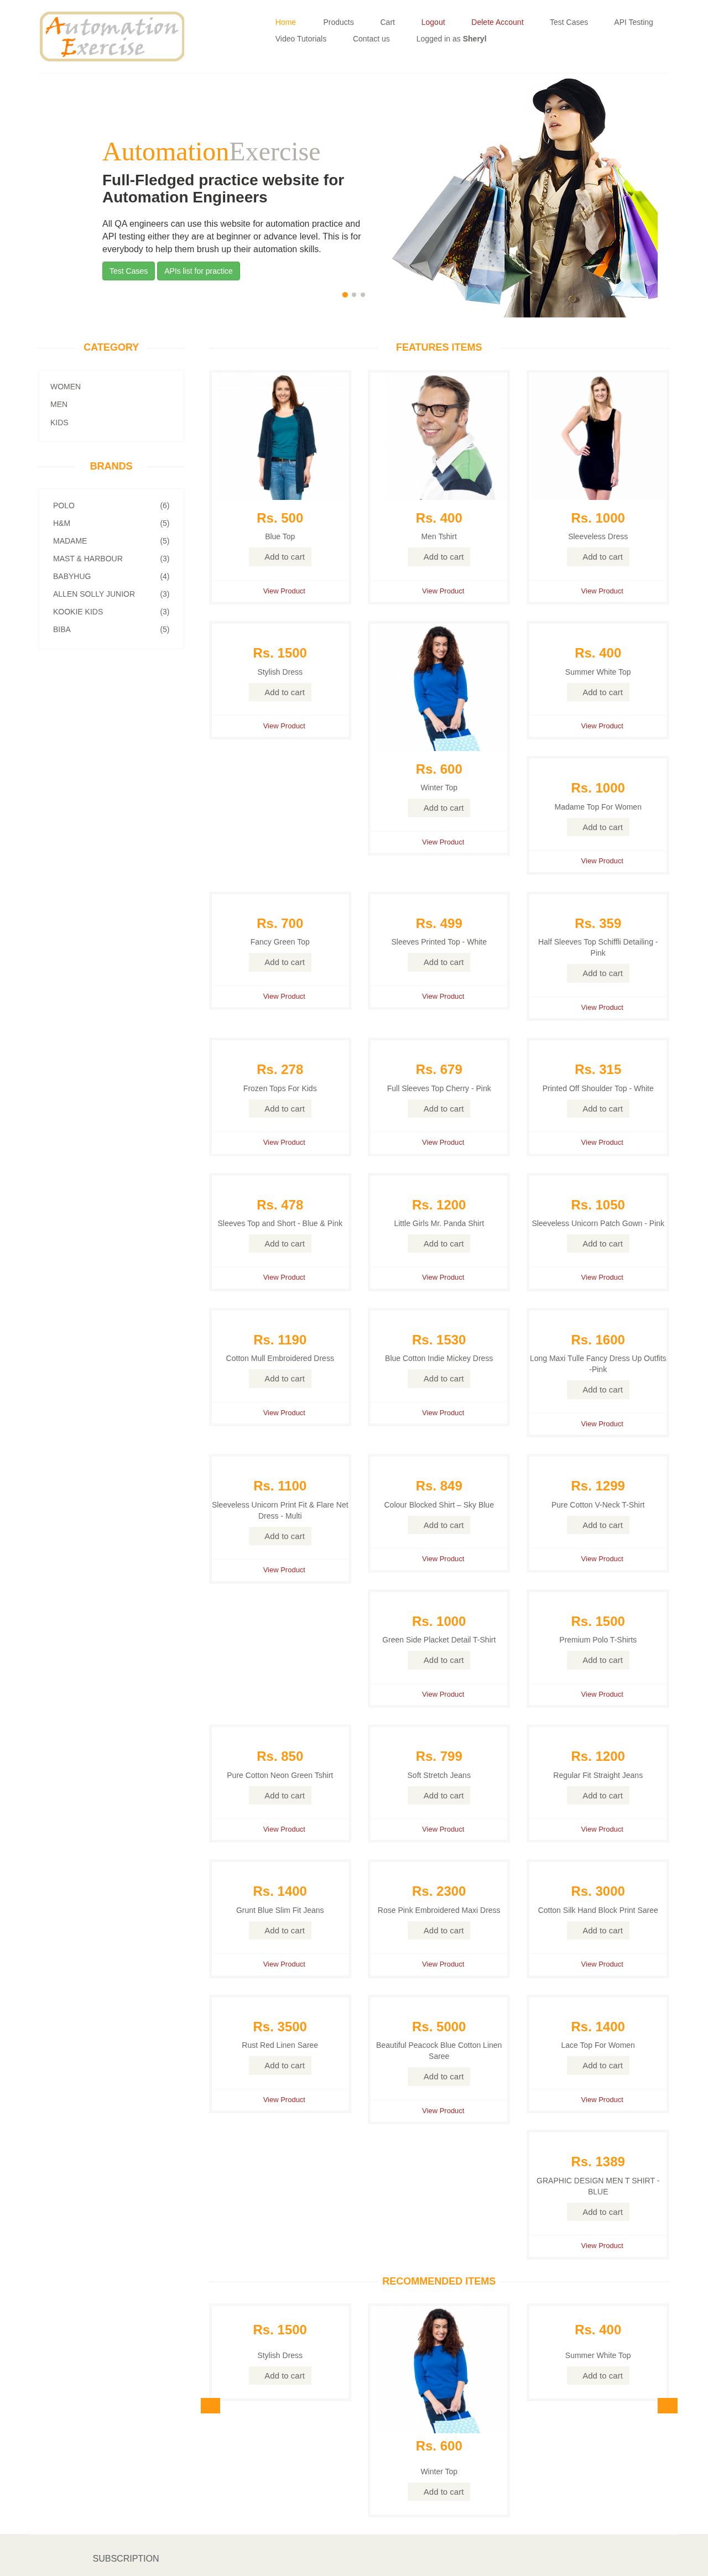 Automation
Exercise
Home Products Cart Logout Delete Account Test Cases API Testing
Video Tutorials Contact us Logged in as Sheryl
AutomationExercise
Full-Fledged practice website for
Automation Engineers
All QA engineers can use this website for automation practice and
API testing either they are at beginner or advance level. This is for
everybody to help them brush up their automation skills.
Test Cases APIs list for practice
CATEGORY
WOMEN
MEN
KIDS
BRANDS
POLO (6)
H&M (5)
MADAME (5)
MAST & HARBOUR (3)
BABYHUG (4)
ALLEN SOLLY JUNIOR (3)
KOOKIE KIDS (3)
BIBA (5)
FEATURES ITEMS
Rs. 500
Blue Top
Add to cart
View Product
Rs. 400
Men Tshirt
Add to cart
View Product
Rs. 1000
Sleeveless Dress
Add to cart
View Product
Rs. 1500
Stylish Dress
Add to cart
View Product
Rs. 600
Winter Top
Add to cart
View Product
Rs. 400
Summer White Top
Add to cart
View Product
Rs. 1000
Madame Top For Women
Add to cart
View Product
Rs. 700
Fancy Green Top
Add to cart
View Product
Rs. 499
Sleeves Printed Top - White
Add to cart
View Product
Rs. 359
Half Sleeves Top Schiffli Detailing -
Pink
Add to cart
View Product
Rs. 278
Frozen Tops For Kids
Add to cart
View Product
Rs. 679
Full Sleeves Top Cherry - Pink
Add to cart
View Product
Rs. 315
Printed Off Shoulder Top - White
Add to cart
View Product
Rs. 478
Sleeves Top and Short - Blue & Pink
Add to cart
View Product
Rs. 1200
Little Girls Mr. Panda Shirt
Add to cart
View Product
Rs. 1050
Sleeveless Unicorn Patch Gown - Pink
Add to cart
View Product
Rs. 1190
Cotton Mull Embroidered Dress
Add to cart
View Product
Rs. 1530
Blue Cotton Indie Mickey Dress
Add to cart
View Product
Rs. 1600
Long Maxi Tulle Fancy Dress Up Outfits
-Pink
Add to cart
View Product
Rs. 1100
Sleeveless Unicorn Print Fit & Flare Net
Dress - Multi
Add to cart
View Product
Rs. 849
Colour Blocked Shirt – Sky Blue
Add to cart
View Product
Rs. 1299
Pure Cotton V-Neck T-Shirt
Add to cart
View Product
Rs. 1000
Green Side Placket Detail T-Shirt
Add to cart
View Product
Rs. 1500
Premium Polo T-Shirts
Add to cart
View Product
Rs. 850
Pure Cotton Neon Green Tshirt
Add to cart
View Product
Rs. 799
Soft Stretch Jeans
Add to cart
View Product
Rs. 1200
Regular Fit Straight Jeans
Add to cart
View Product
Rs. 1400
Grunt Blue Slim Fit Jeans
Add to cart
View Product
Rs. 2300
Rose Pink Embroidered Maxi Dress
Add to cart
View Product
Rs. 3000
Cotton Silk Hand Block Print Saree
Add to cart
View Product
Rs. 3500
Rust Red Linen Saree
Add to cart
View Product
Rs. 5000
Beautiful Peacock Blue Cotton Linen
Saree
Add to cart
View Product
Rs. 1400
Lace Top For Women
Add to cart
View Product
Rs. 1389
GRAPHIC DESIGN MEN T SHIRT -
BLUE
Add to cart
View Product
RECOMMENDED ITEMS
Rs. 1500
Stylish Dress
Add to cart
Rs. 600
Winter Top
Add to cart
Rs. 400
Summer White Top
Add to cart
SUBSCRIPTION